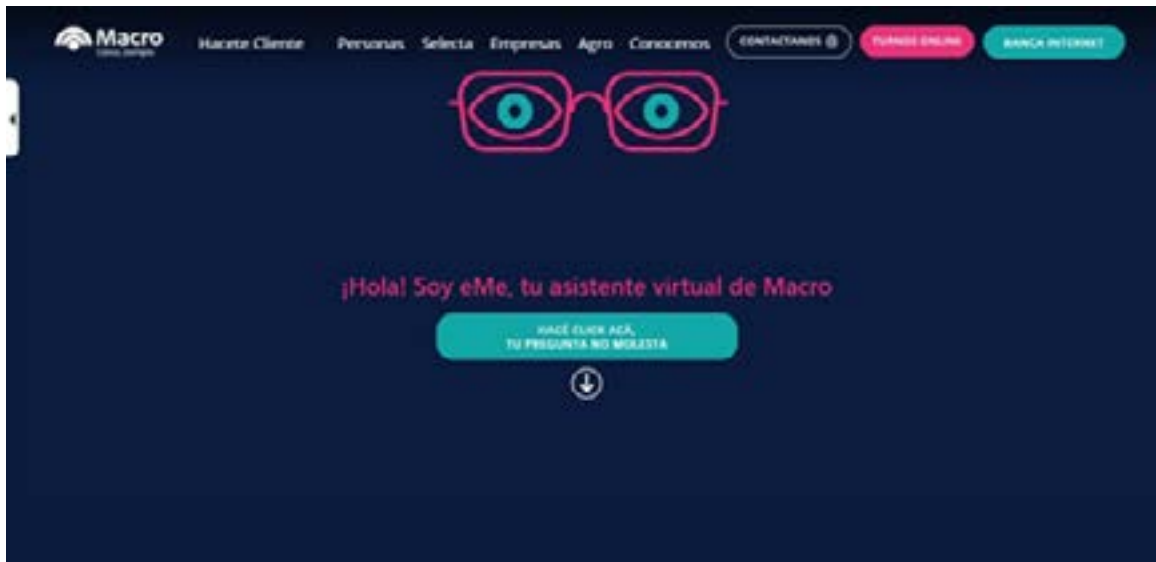 Macro
Hacete Cliente
Personas
Selecta
Empresas
Agro
Conocenos
CONTACTANOS
TURNOS ONLINE
BANCA INTERNET
¡Hola! Soy eMe, tu asistente virtual de Macro
HACÉ CLICK ACÁ,
TU PREGUNTA NO MOLESTA